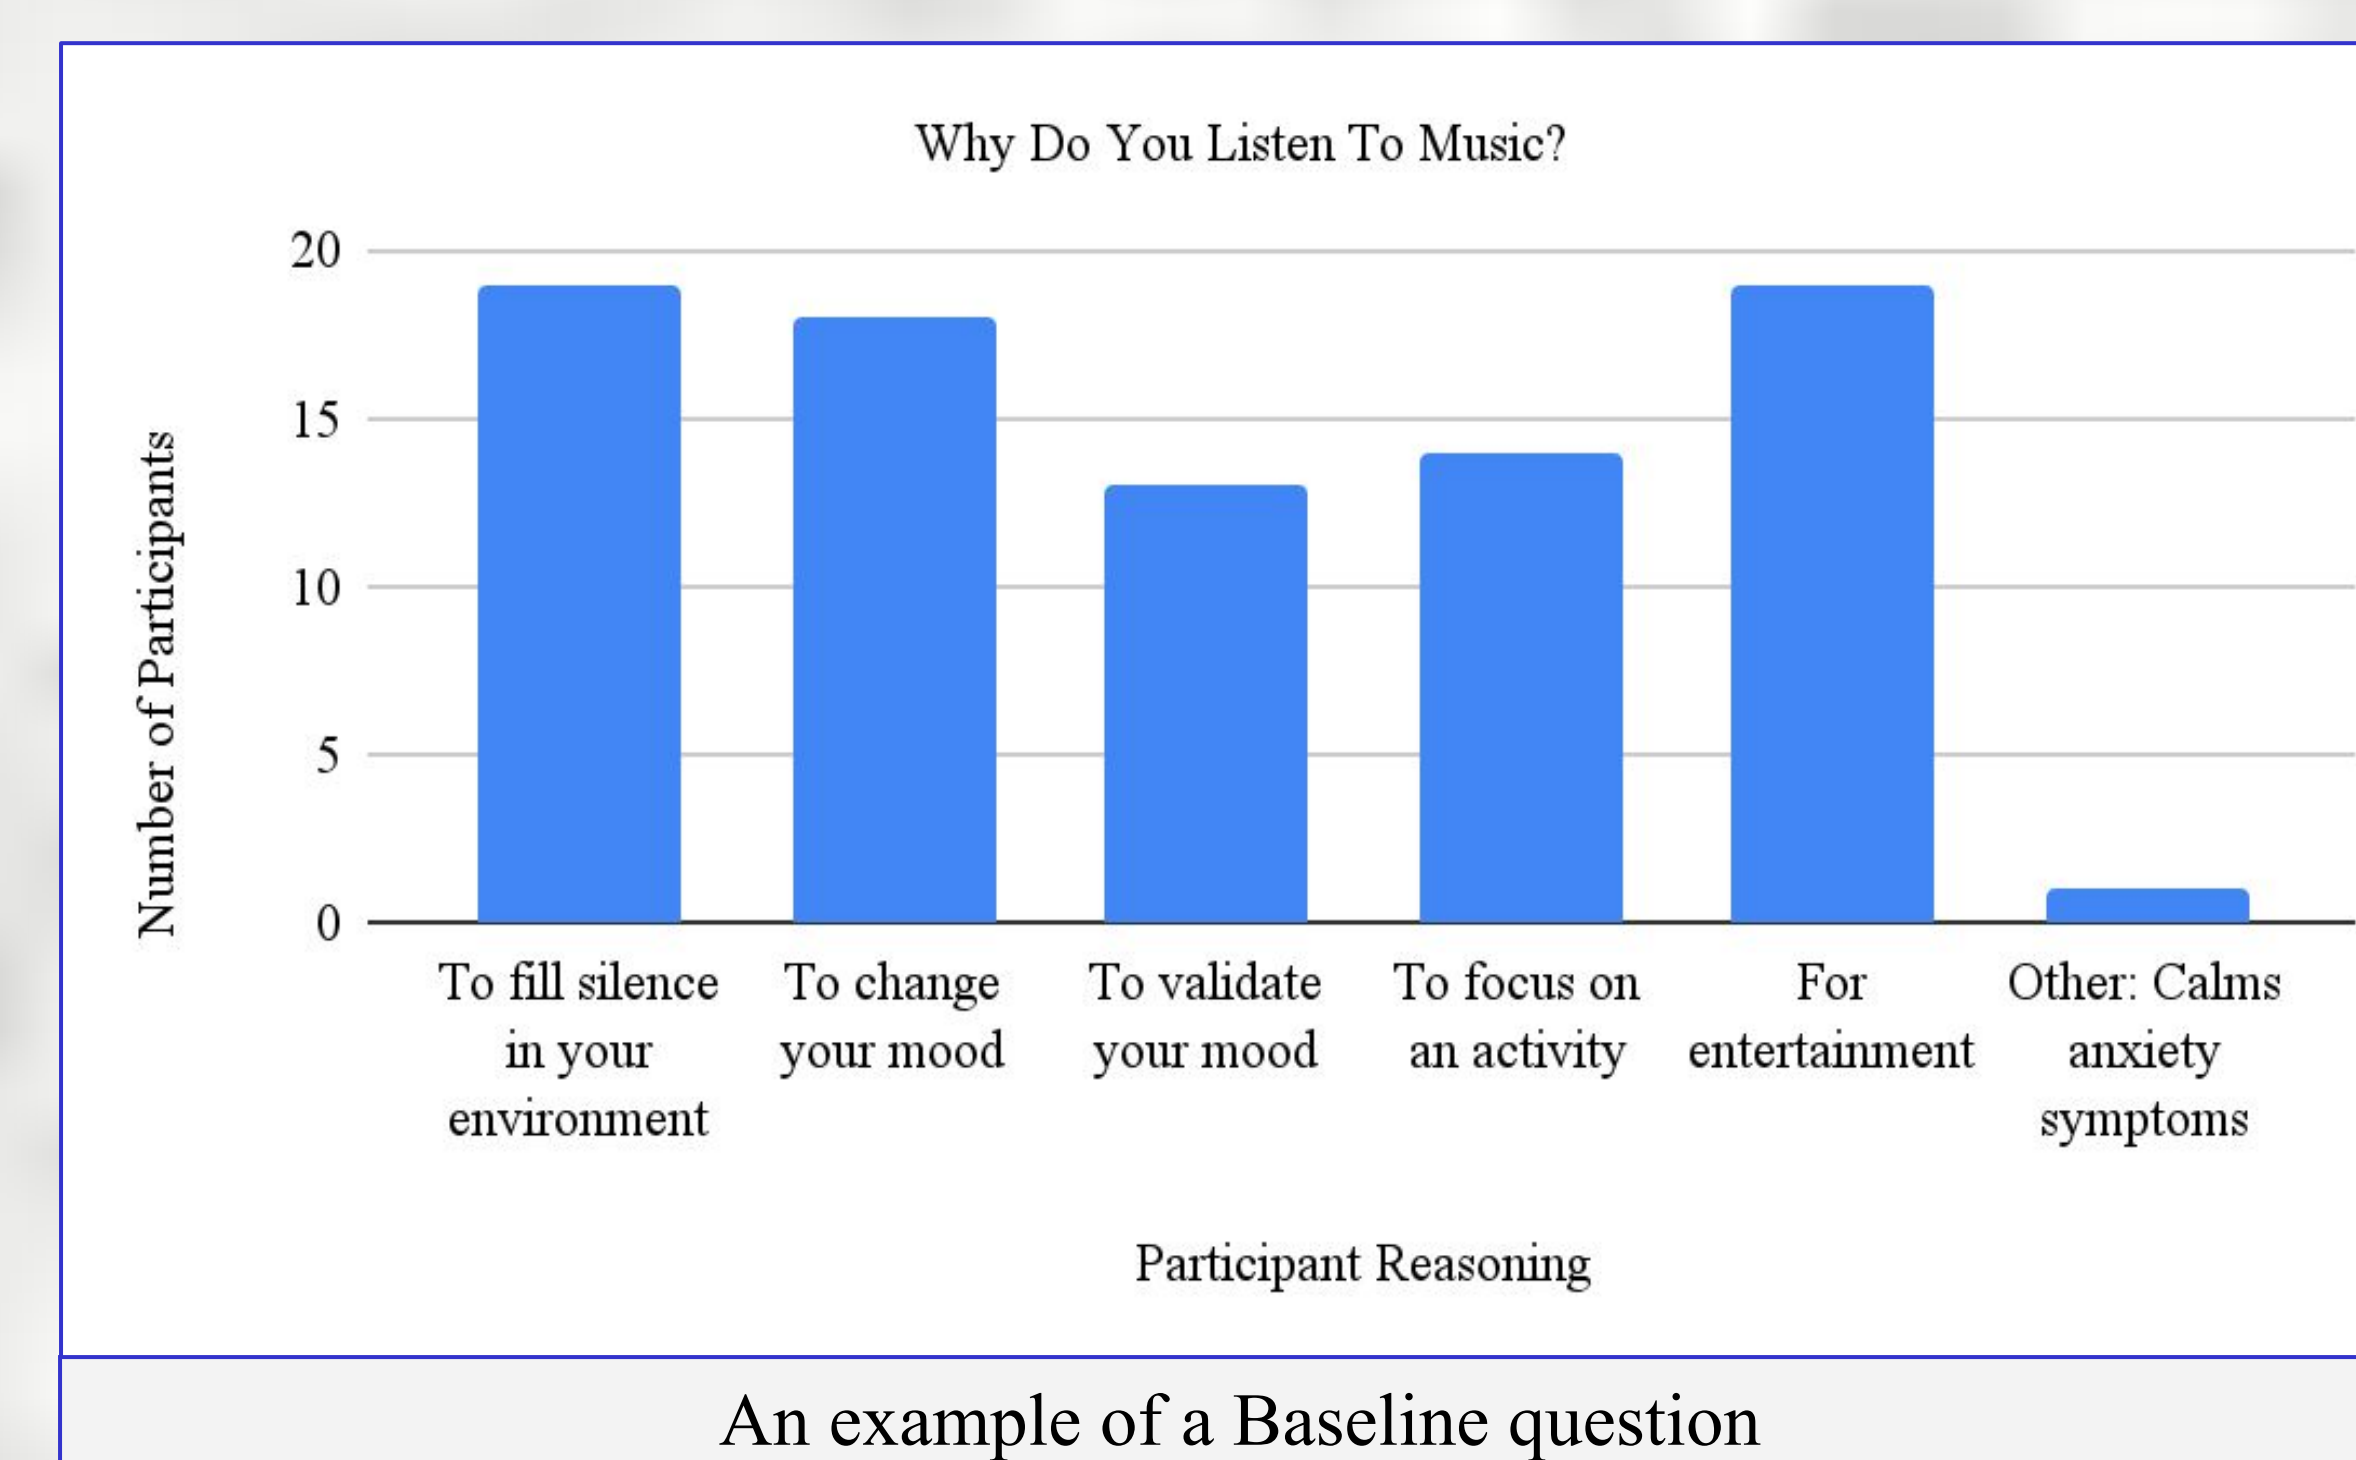 Why Do You Listen To Music?
Number of Participants
20
15
10
5
0
To fill silence
in your
environment
To change
your mood
To validate
your mood
To focus on
an activity
For
entertainment
Other: Calms
anxiety
symptoms
Participant Reasoning
An example of a Baseline question